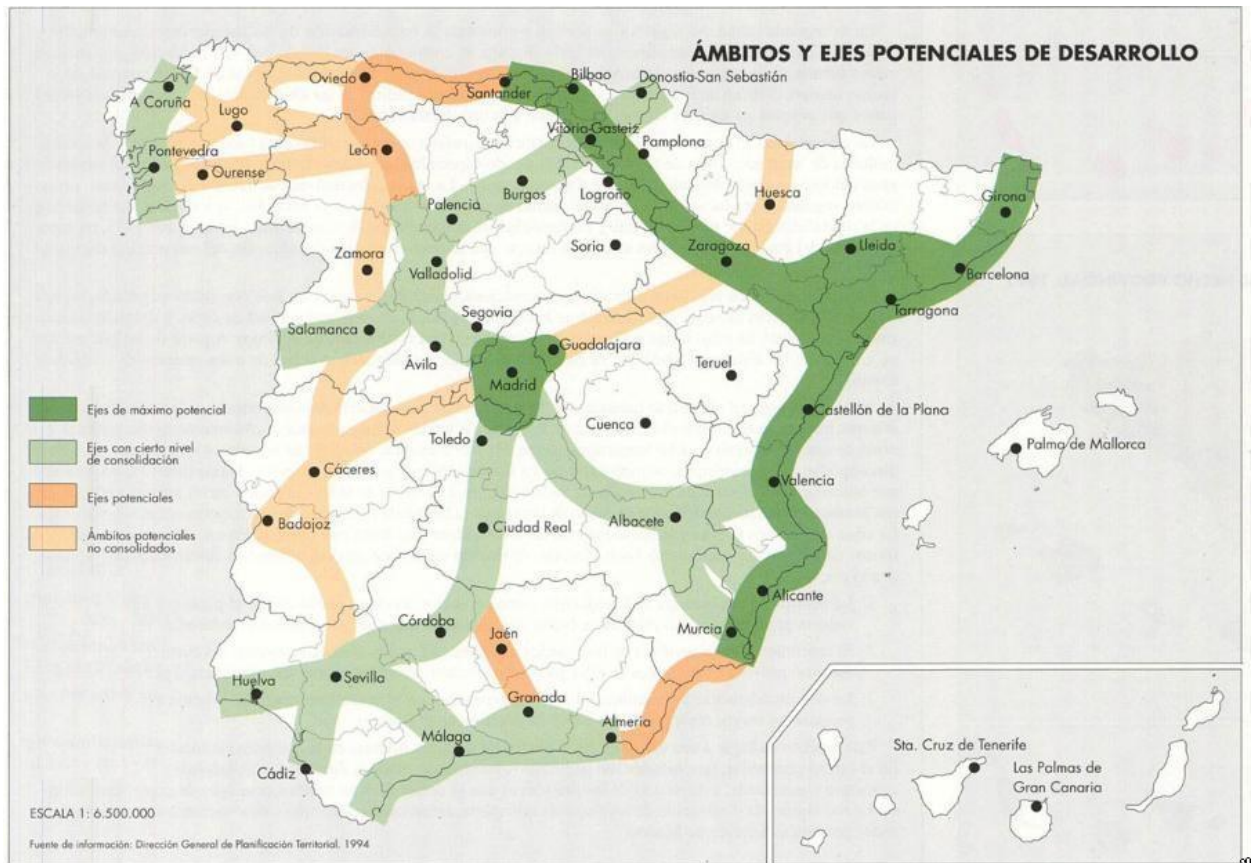 ÁMBITOS Y EJES POTENCIALES DE DESARROLLO
Oviedo
Santander
Bilbao
Donostia-San Sebastián
A Coruña
Lugo
Vitoria-Gasteiz
Pontevedra
Ourense
León
Pamplona
Burgos
Logroño
Palencia
Huesca
Girona
Zamora
Valladolid
Soria
Zaragoza
Lleida
Barcelona
Tarragona
Salamanca
Segovia
Ávila
Guadalajara
Madrid
Teruel
Ejes de máximo potencial
Castellón de la Plana
Toledo
Cuenca
Palma de Mallorca
Ejes con cierto nivel
de consolidación
Cáceres
Valencia
Ejes potenciales
Badajoz
Ciudad Real
Albacete
Ámbitos potenciales
no consolidados
Alicante
Córdoba
Jaén
Murcia
Huelva
Sevilla
Granada
Almería
Málaga
Cádiz
Sta. Cruz de Tenerife
Las Palmas de
Gran Canaria
ESCALA 1: 6.500.000
Fuente de información: Dirección General de Planificación Territorial. 1994